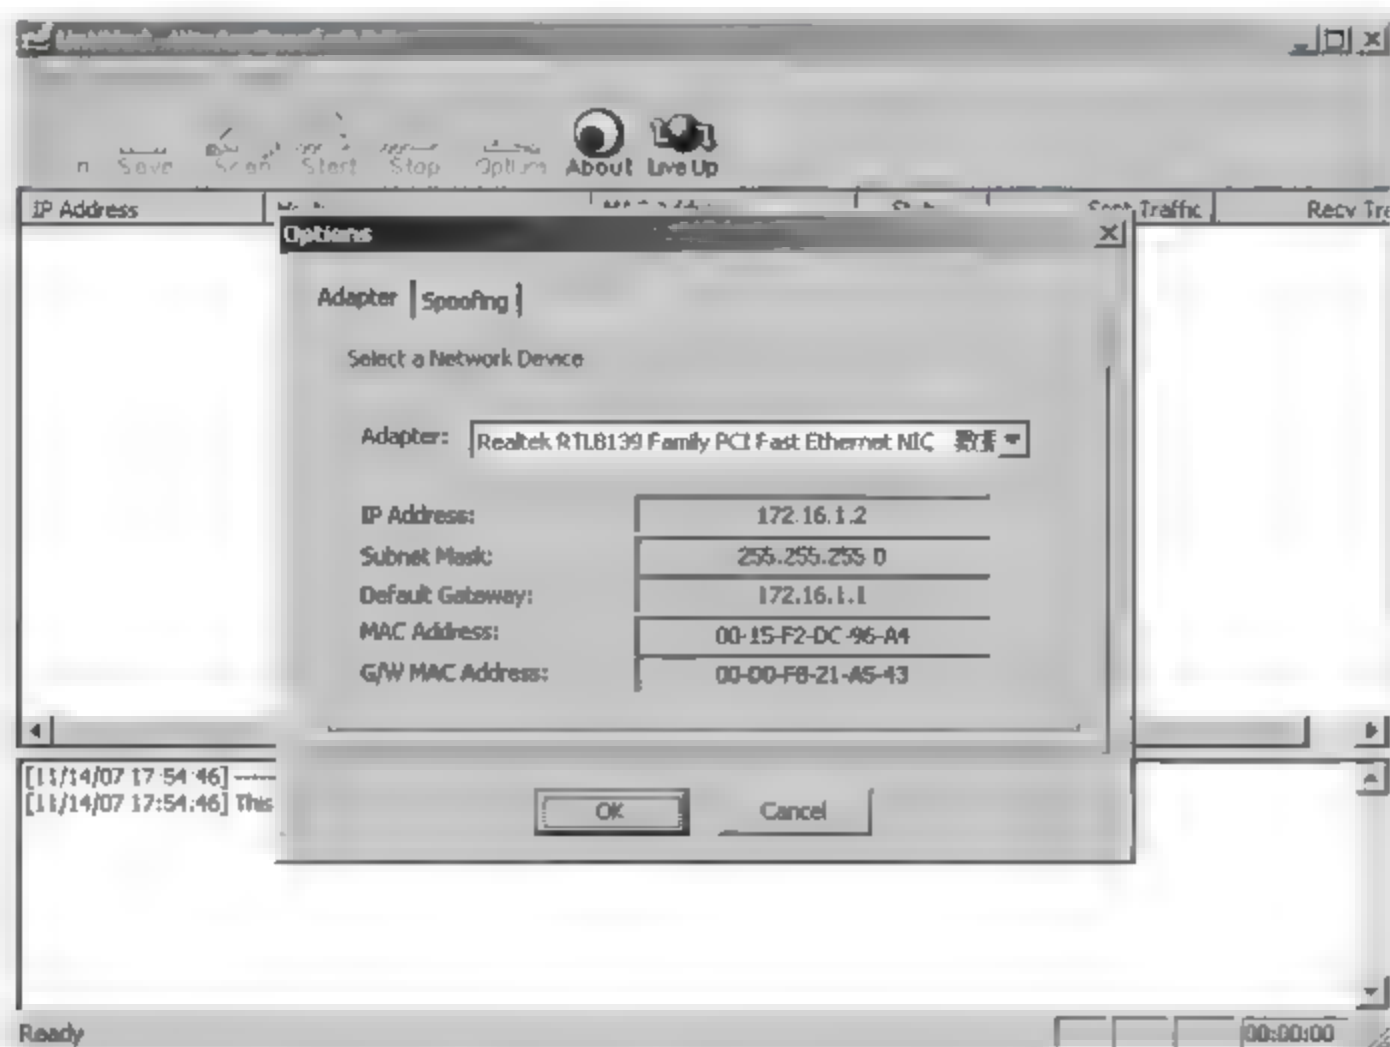 Save Scan Start Stop Options About Live Up
IP Address
Sent Traffic
Recv Tra
Options
Adapter
Spoofing
Select a Network Device
Adapter: Realtek RTL8139 Family PCI Fast Ethernet NIC
IP Address: 172.16.1.2
Subnet Mask: 255.255.255.0
Default Gateway: 172.16.1.1
MAC Address: 00-15-F2-DC-96-A4
G/W MAC Address: 00-D0-F8-21-A5-43
[11/14/07 17:54:46] -----
[11/14/07 17:54:46] This
OK
Cancel
Ready
00:00:00